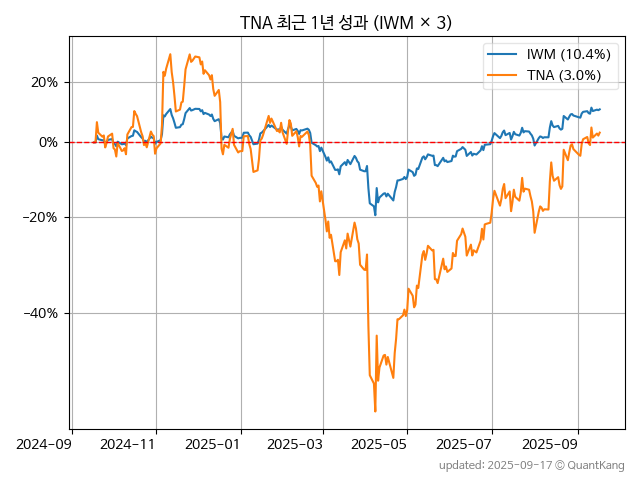 TNA 최근 1년 성과 (IWM × 3)
IWM (10.4%)
TNA (3.0%)
20%
0%
−20%
−40%
2024-09 2024-11 2025-01 2025-03 2025-05 2025-07 2025-09
updated: 2025-09-17 © QuantKang